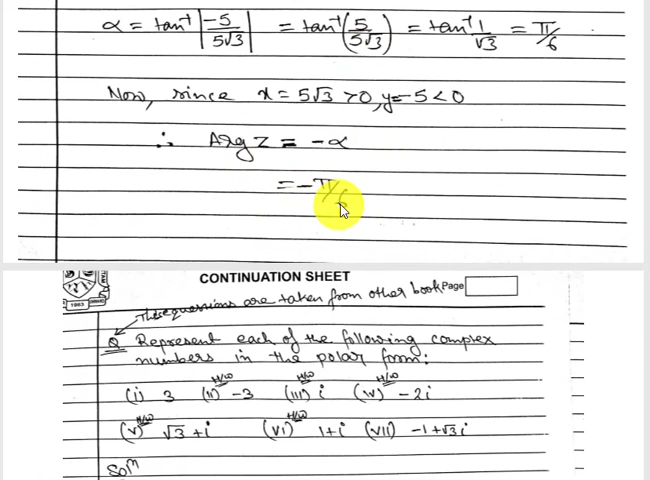 α = tan⁻¹|−5/5√3| = tan⁻¹(5/5√3) = tan⁻¹ 1/√3 = π/6.
Now, since x = 5√3 > 0, y = −5 < 0
∴ Arg z = −α
= −π/6
CONTINUATION SHEET
Page
1983
These questions are taken from other book
Q Represent each of the following complex
numbers in the polar form:
(i) 3 (ii) H/W −3 (III) H/W i (IV) H/W −2i
(V) H/W √3 + i (VI) H/W 1+i (VII) −1+√3 i
Solⁿ